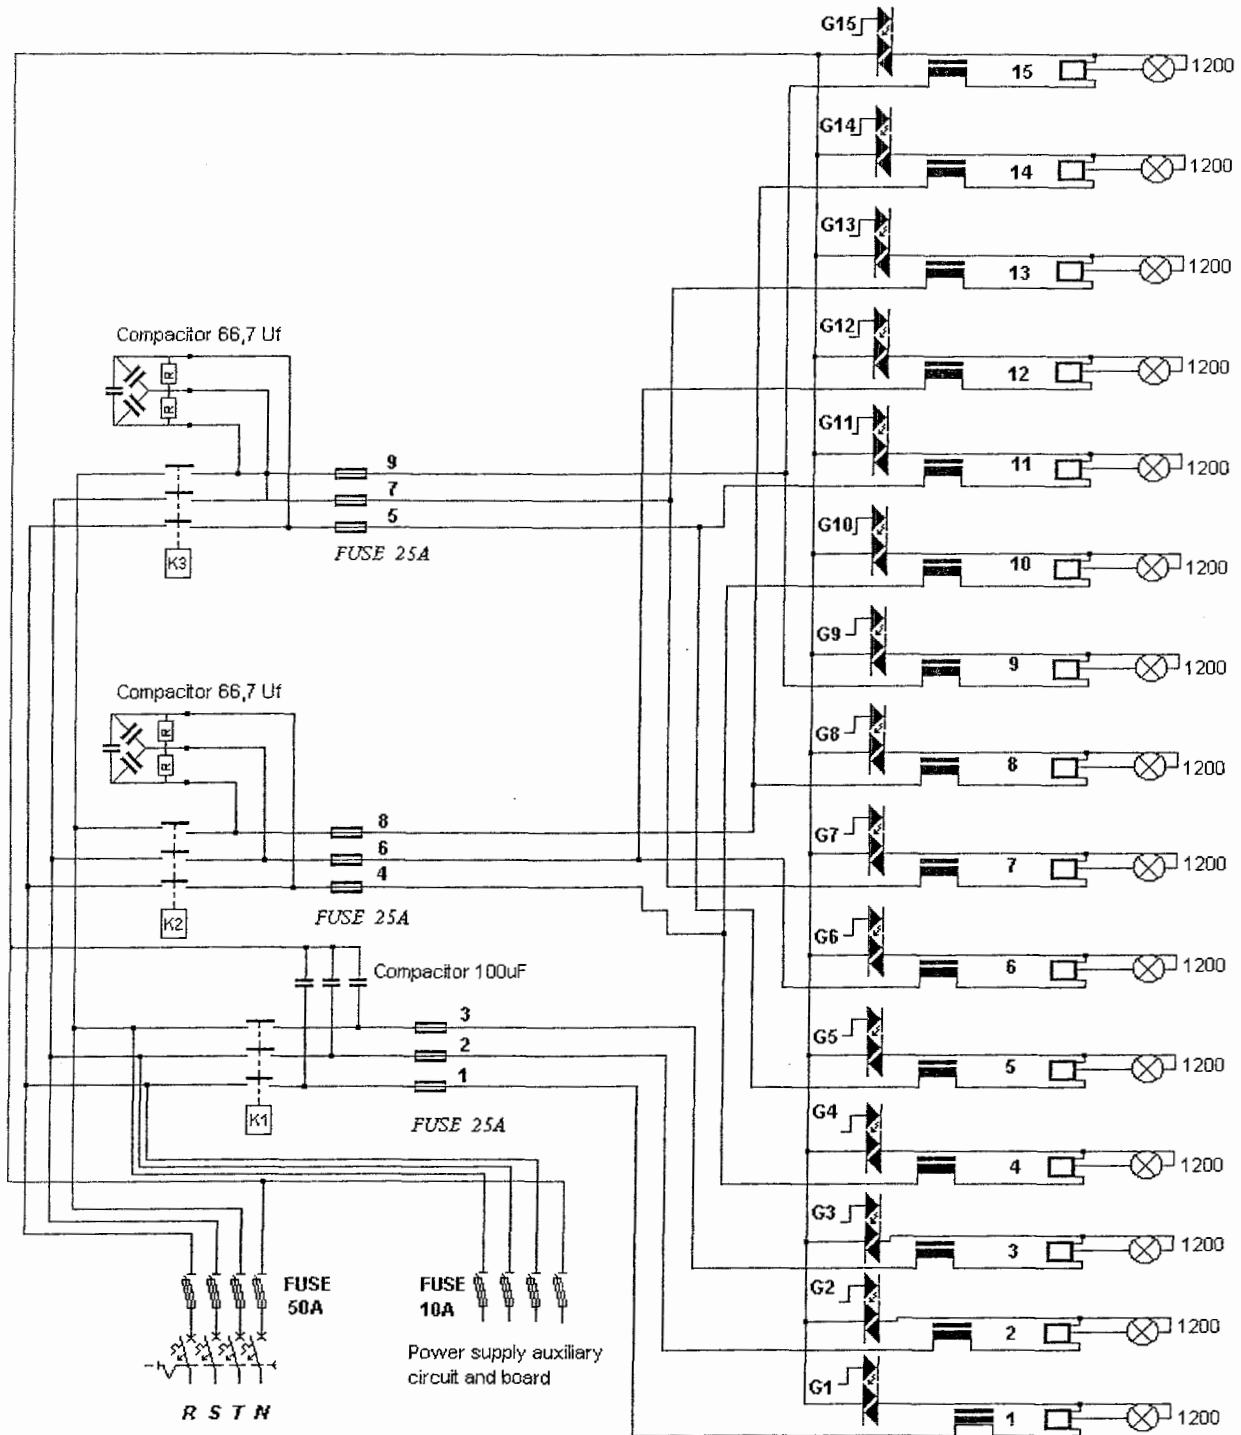 G15
15
1200
G14
14
1200
G13
13
1200
G12
12
1200
Compacitor 66,7 Uf
R
R
G11
11
1200
9
7
5
FUSE 25A
K3
G10
10
1200
G9
9
1200
Compacitor 66,7 Uf
R
R
G8
8
1200
8
6
4
FUSE 25A
K2
G7
7
1200
G6
6
1200
Compacitor 100uF
3
2
1
FUSE 25A
K1
G5
5
1200
G4
4
1200
G3
3
1200
G2
2
1200
G1
1
1200
FUSE
50A
FUSE
10A
Power supply auxiliary
circuit and board
R S T N